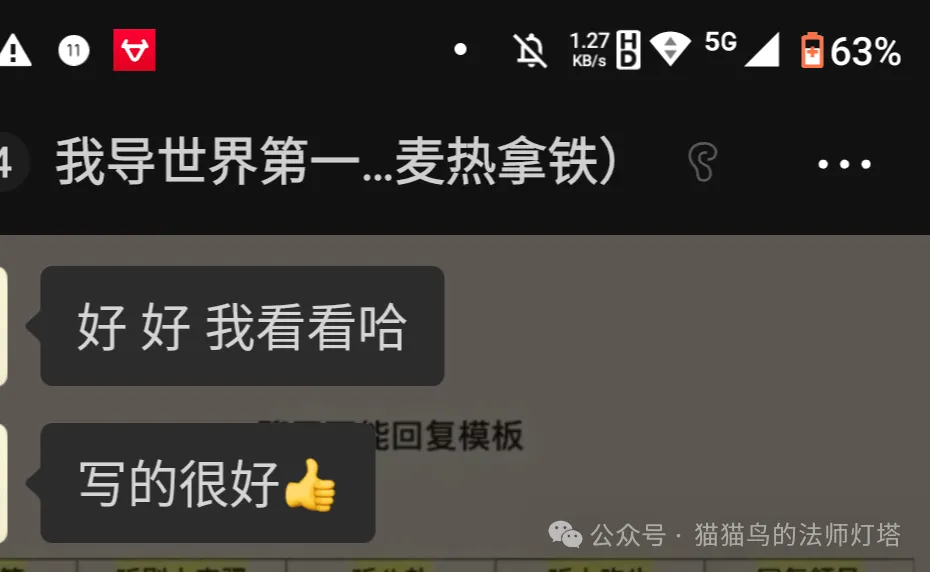 11
1.27
KB/s
HD
5G
63%
4
我导世界第一...麦热拿铁）
好 好 我看看哈
能回复模板
写的很好👍
公众号 · 猫猫鸟的法师灯塔